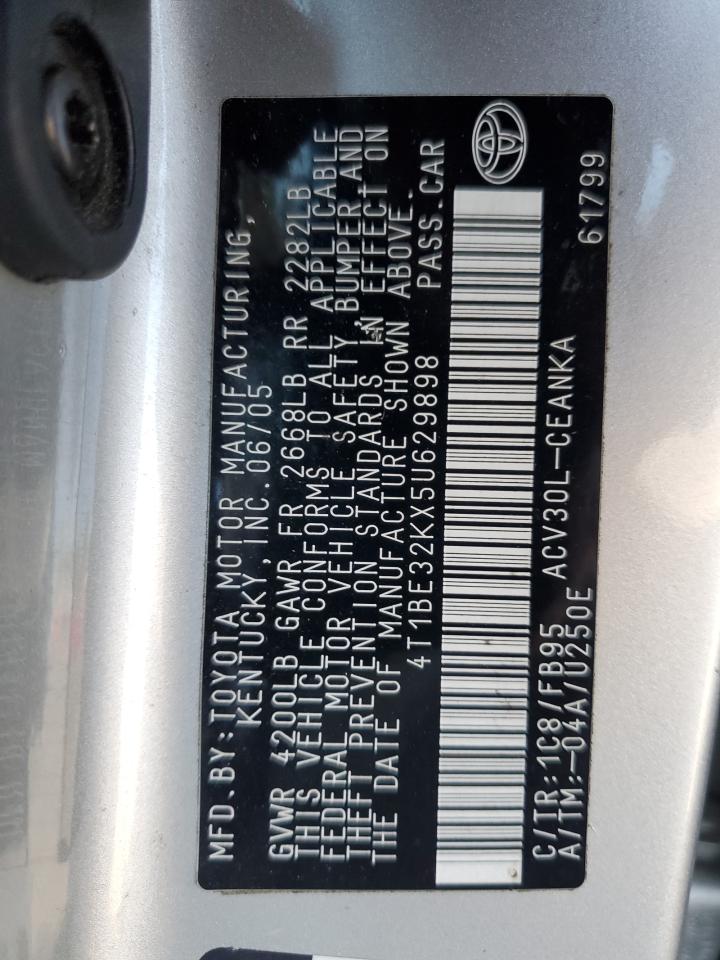 MFD.BY:TOYOTA MOTOR MANUFACTURING,
KENTUCKY, INC. 06/05
GVWR 4200LB GAWR FR 2668LB RR 2282LB
THIS VEHICLE CONFORMS TO ALL APPLICABLE
FEDERAL MOTOR VEHICLE SAFETY, BUMPER AND
THEFT PREVENTION STANDARDS IN EFFECT ON
THE DATE OF MANUFACTURE SHOWN ABOVE.
4T1BE32KX5U629898 PASS.CAR
C/TR:1C8/FB95 ACV30L-CEANKA
A/TM:-04A/U250E 61799